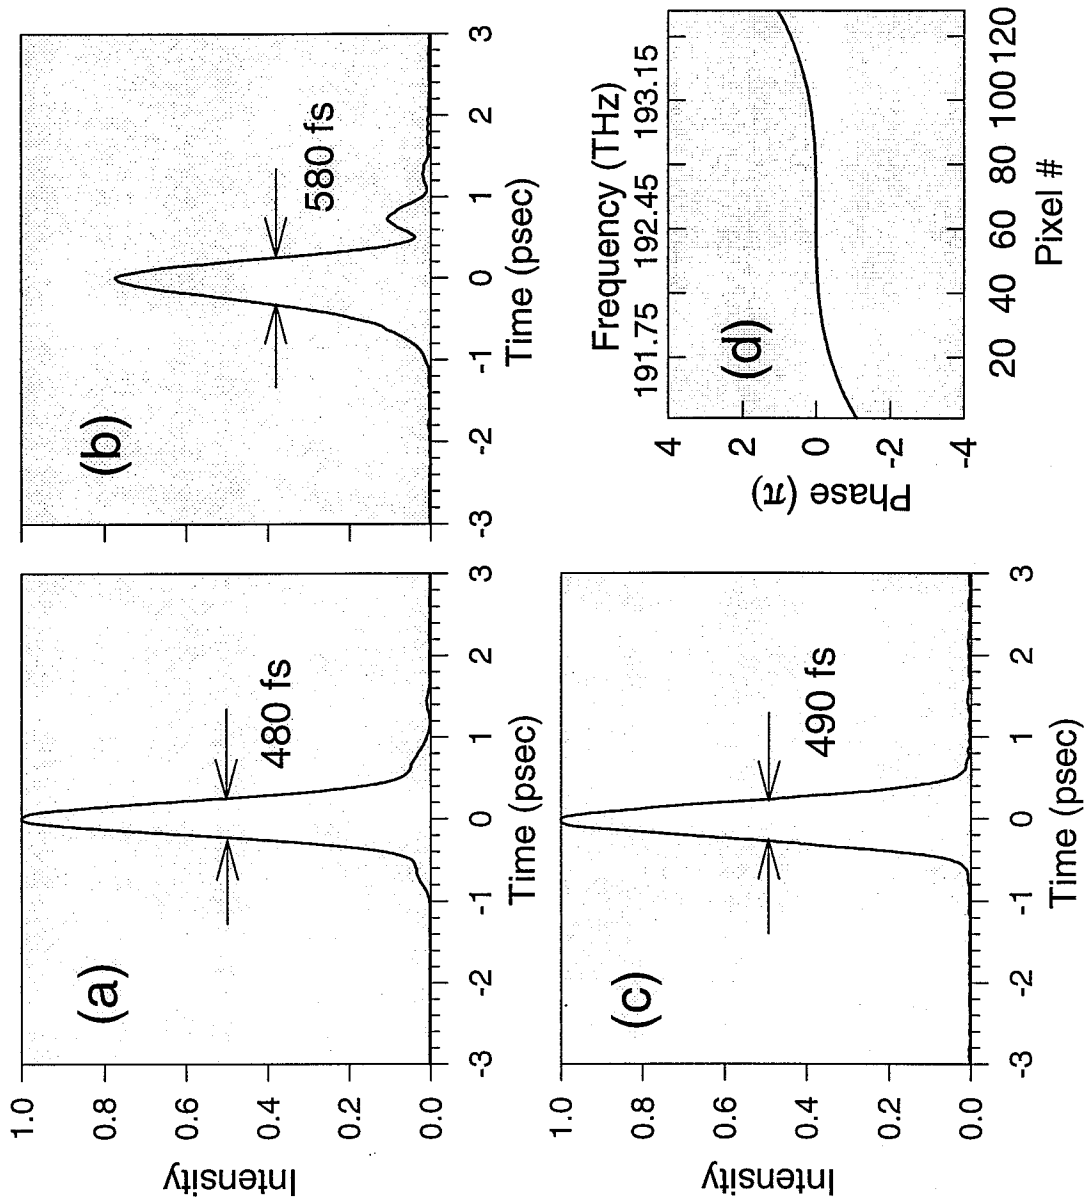 (a)
480 fs
Intensity
1.0
0.8
0.6
0.4
0.2
0.0
-3 -2 -1 0 1 2 3
Time (psec)
(b)
580 fs
-3 -2 -1 0 1 2 3
Time (psec)
(c)
490 fs
Intensity
1.0
0.8
0.6
0.4
0.2
0.0
-3 -2 -1 0 1 2 3
Time (psec)
Frequency (THz)
191.75 192.45 193.15
(d)
Phase (π)
4
2
0
-2
-4
20 40 60 80 100 120
Pixel #